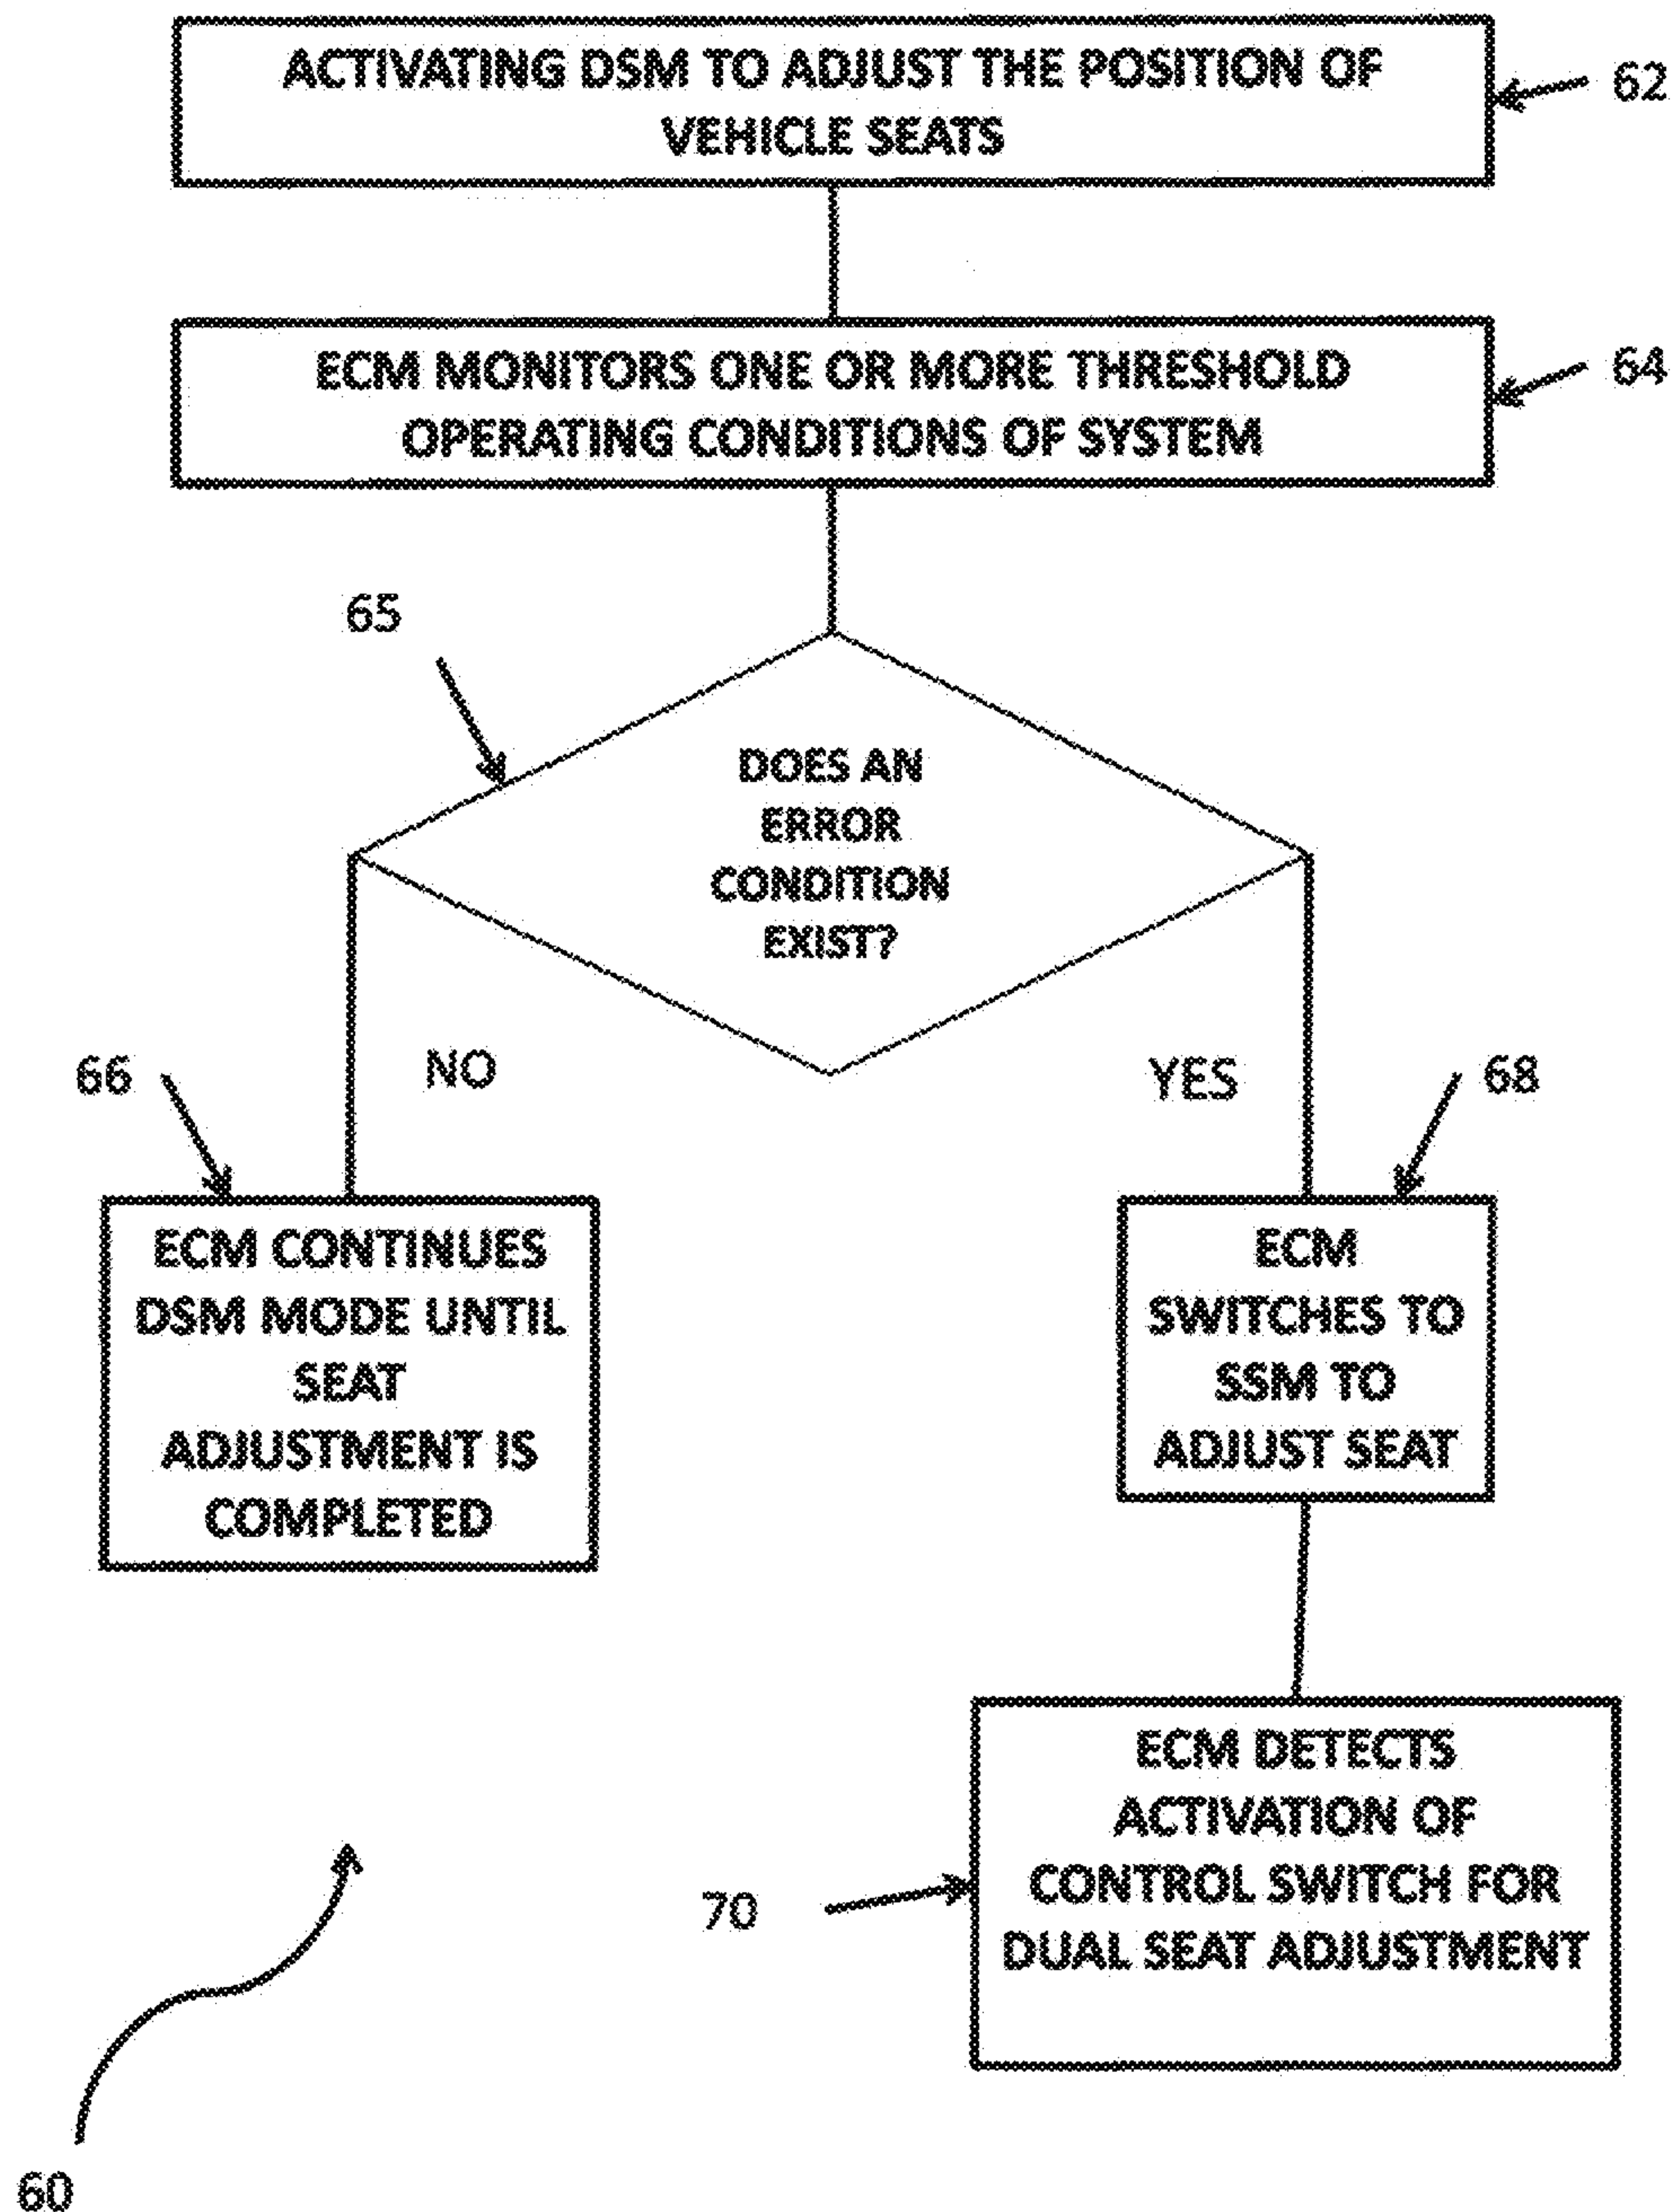 ACTIVATING DSM TO ADJUST THE POSITION OF
VEHICLE SEATS
62
ECM MONITORS ONE OR MORE THRESHOLD
OPERATING CONDITIONS OF SYSTEM
64
65
DOES AN
ERROR
CONDITION
EXIST?
66
NO
YES
68
ECM CONTINUES
DSM MODE UNTIL
SEAT
ADJUSTMENT IS
COMPLETED
ECM
SWITCHES TO
SSM TO
ADJUST SEAT
70
ECM DETECTS
ACTIVATION OF
CONTROL SWITCH FOR
DUAL SEAT ADJUSTMENT
60